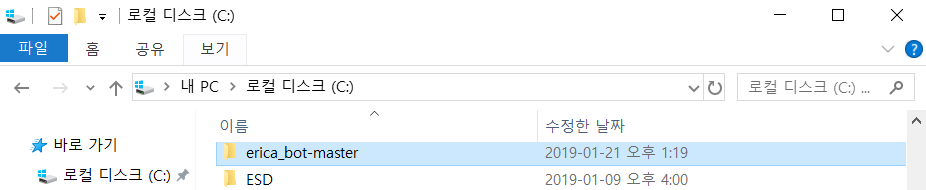 로컬 디스크 (C:)
파일 홈 공유 보기
내 PC 로컬 디스크 (C:) 로컬 디스크 (C:) ...
이름 수정한 날짜
바로 가기
erica_bot-master 2019-01-21 오후 1:19
로컬 디스크 (C:)
ESD 2019-01-09 오후 4:00